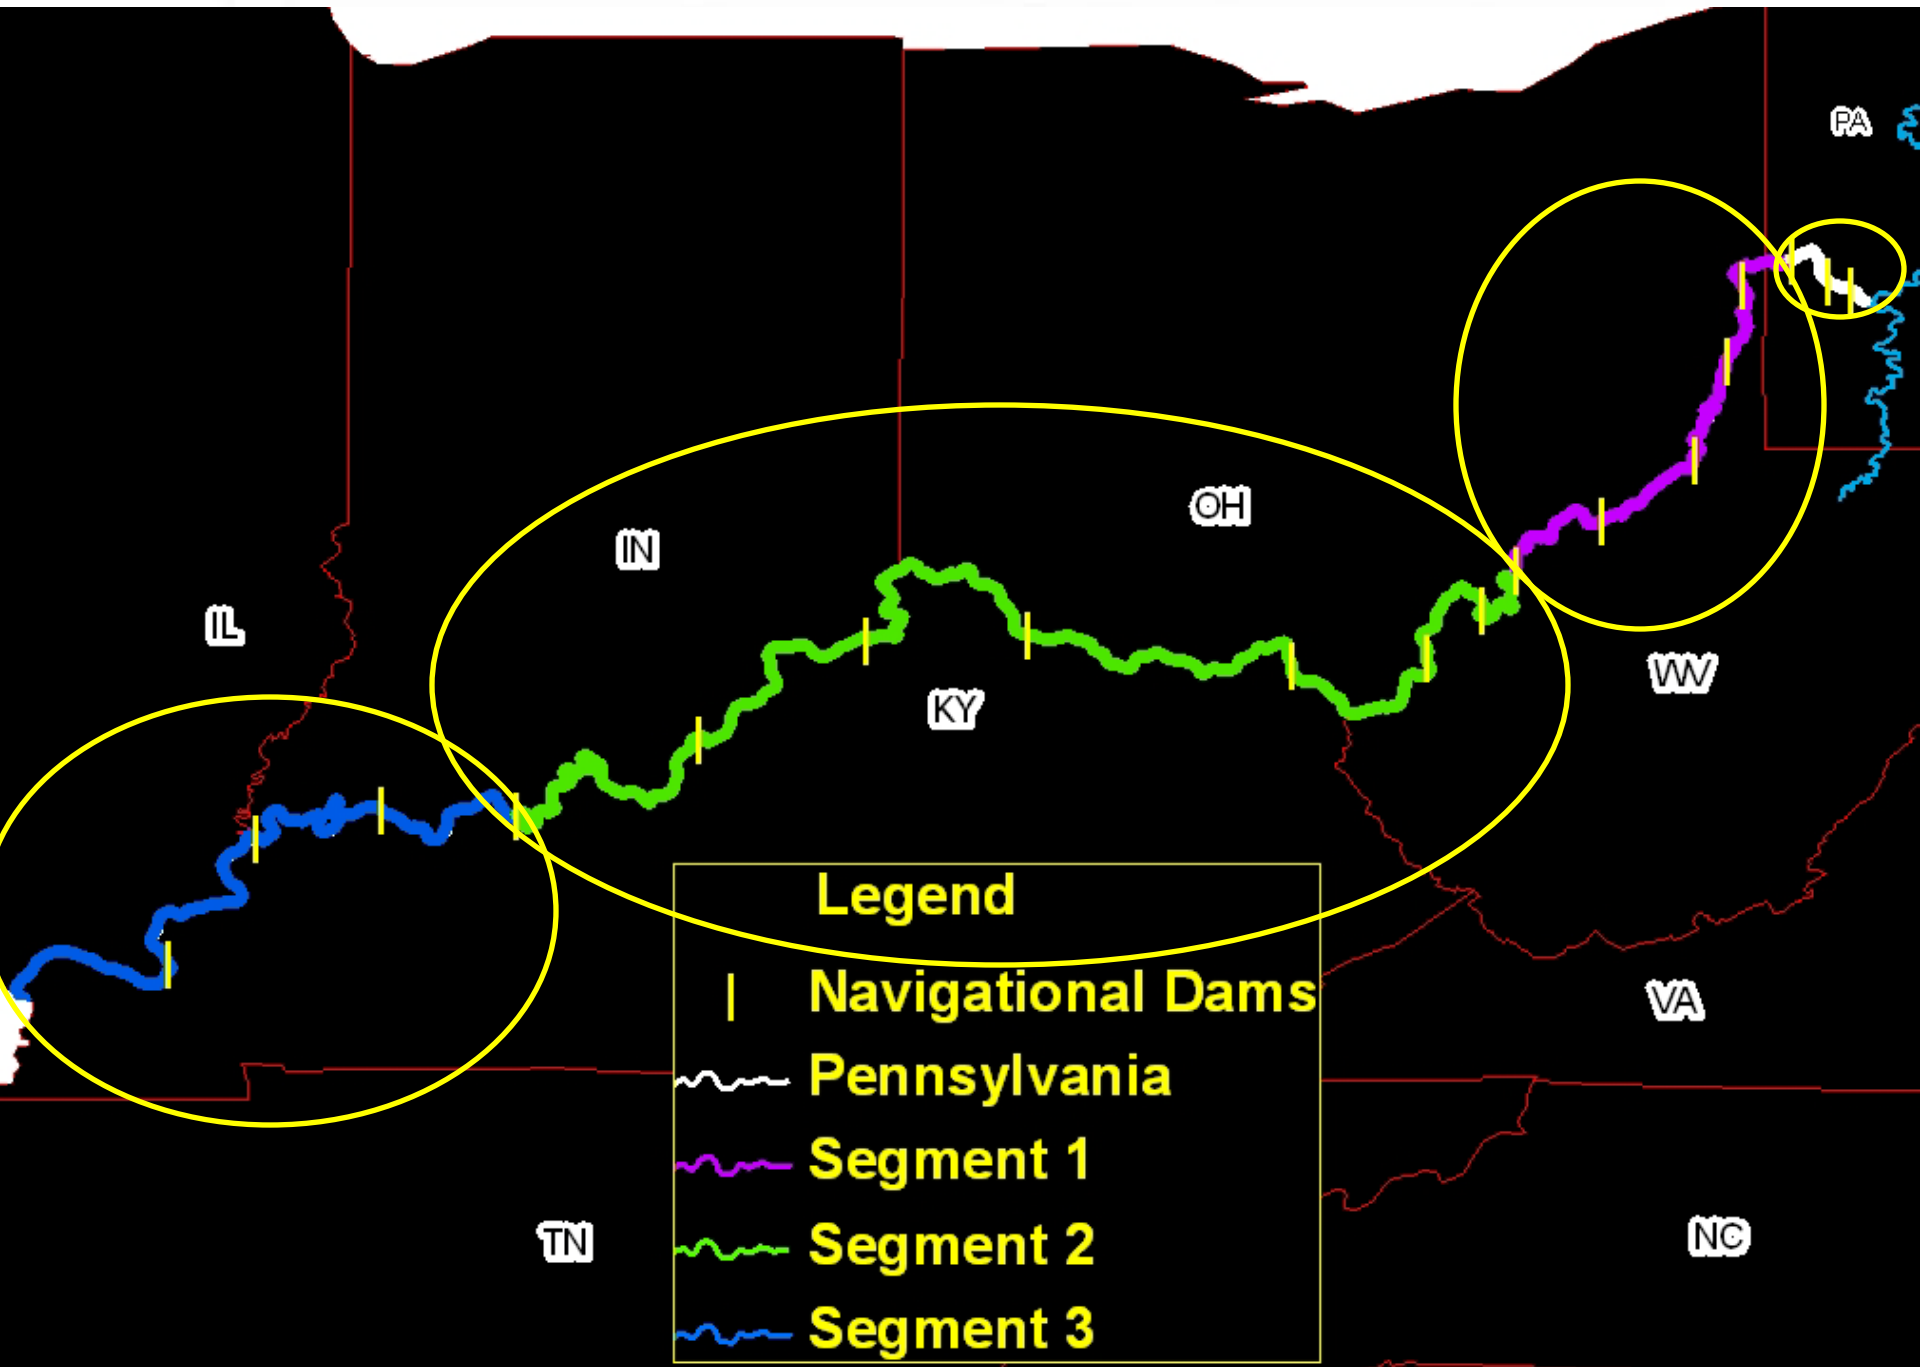 PA
OH
IN
IL
WV
KY
Legend
Navigational Dams
VA
Pennsylvania
Segment 1
Segment 2
TN
NC
Segment 3